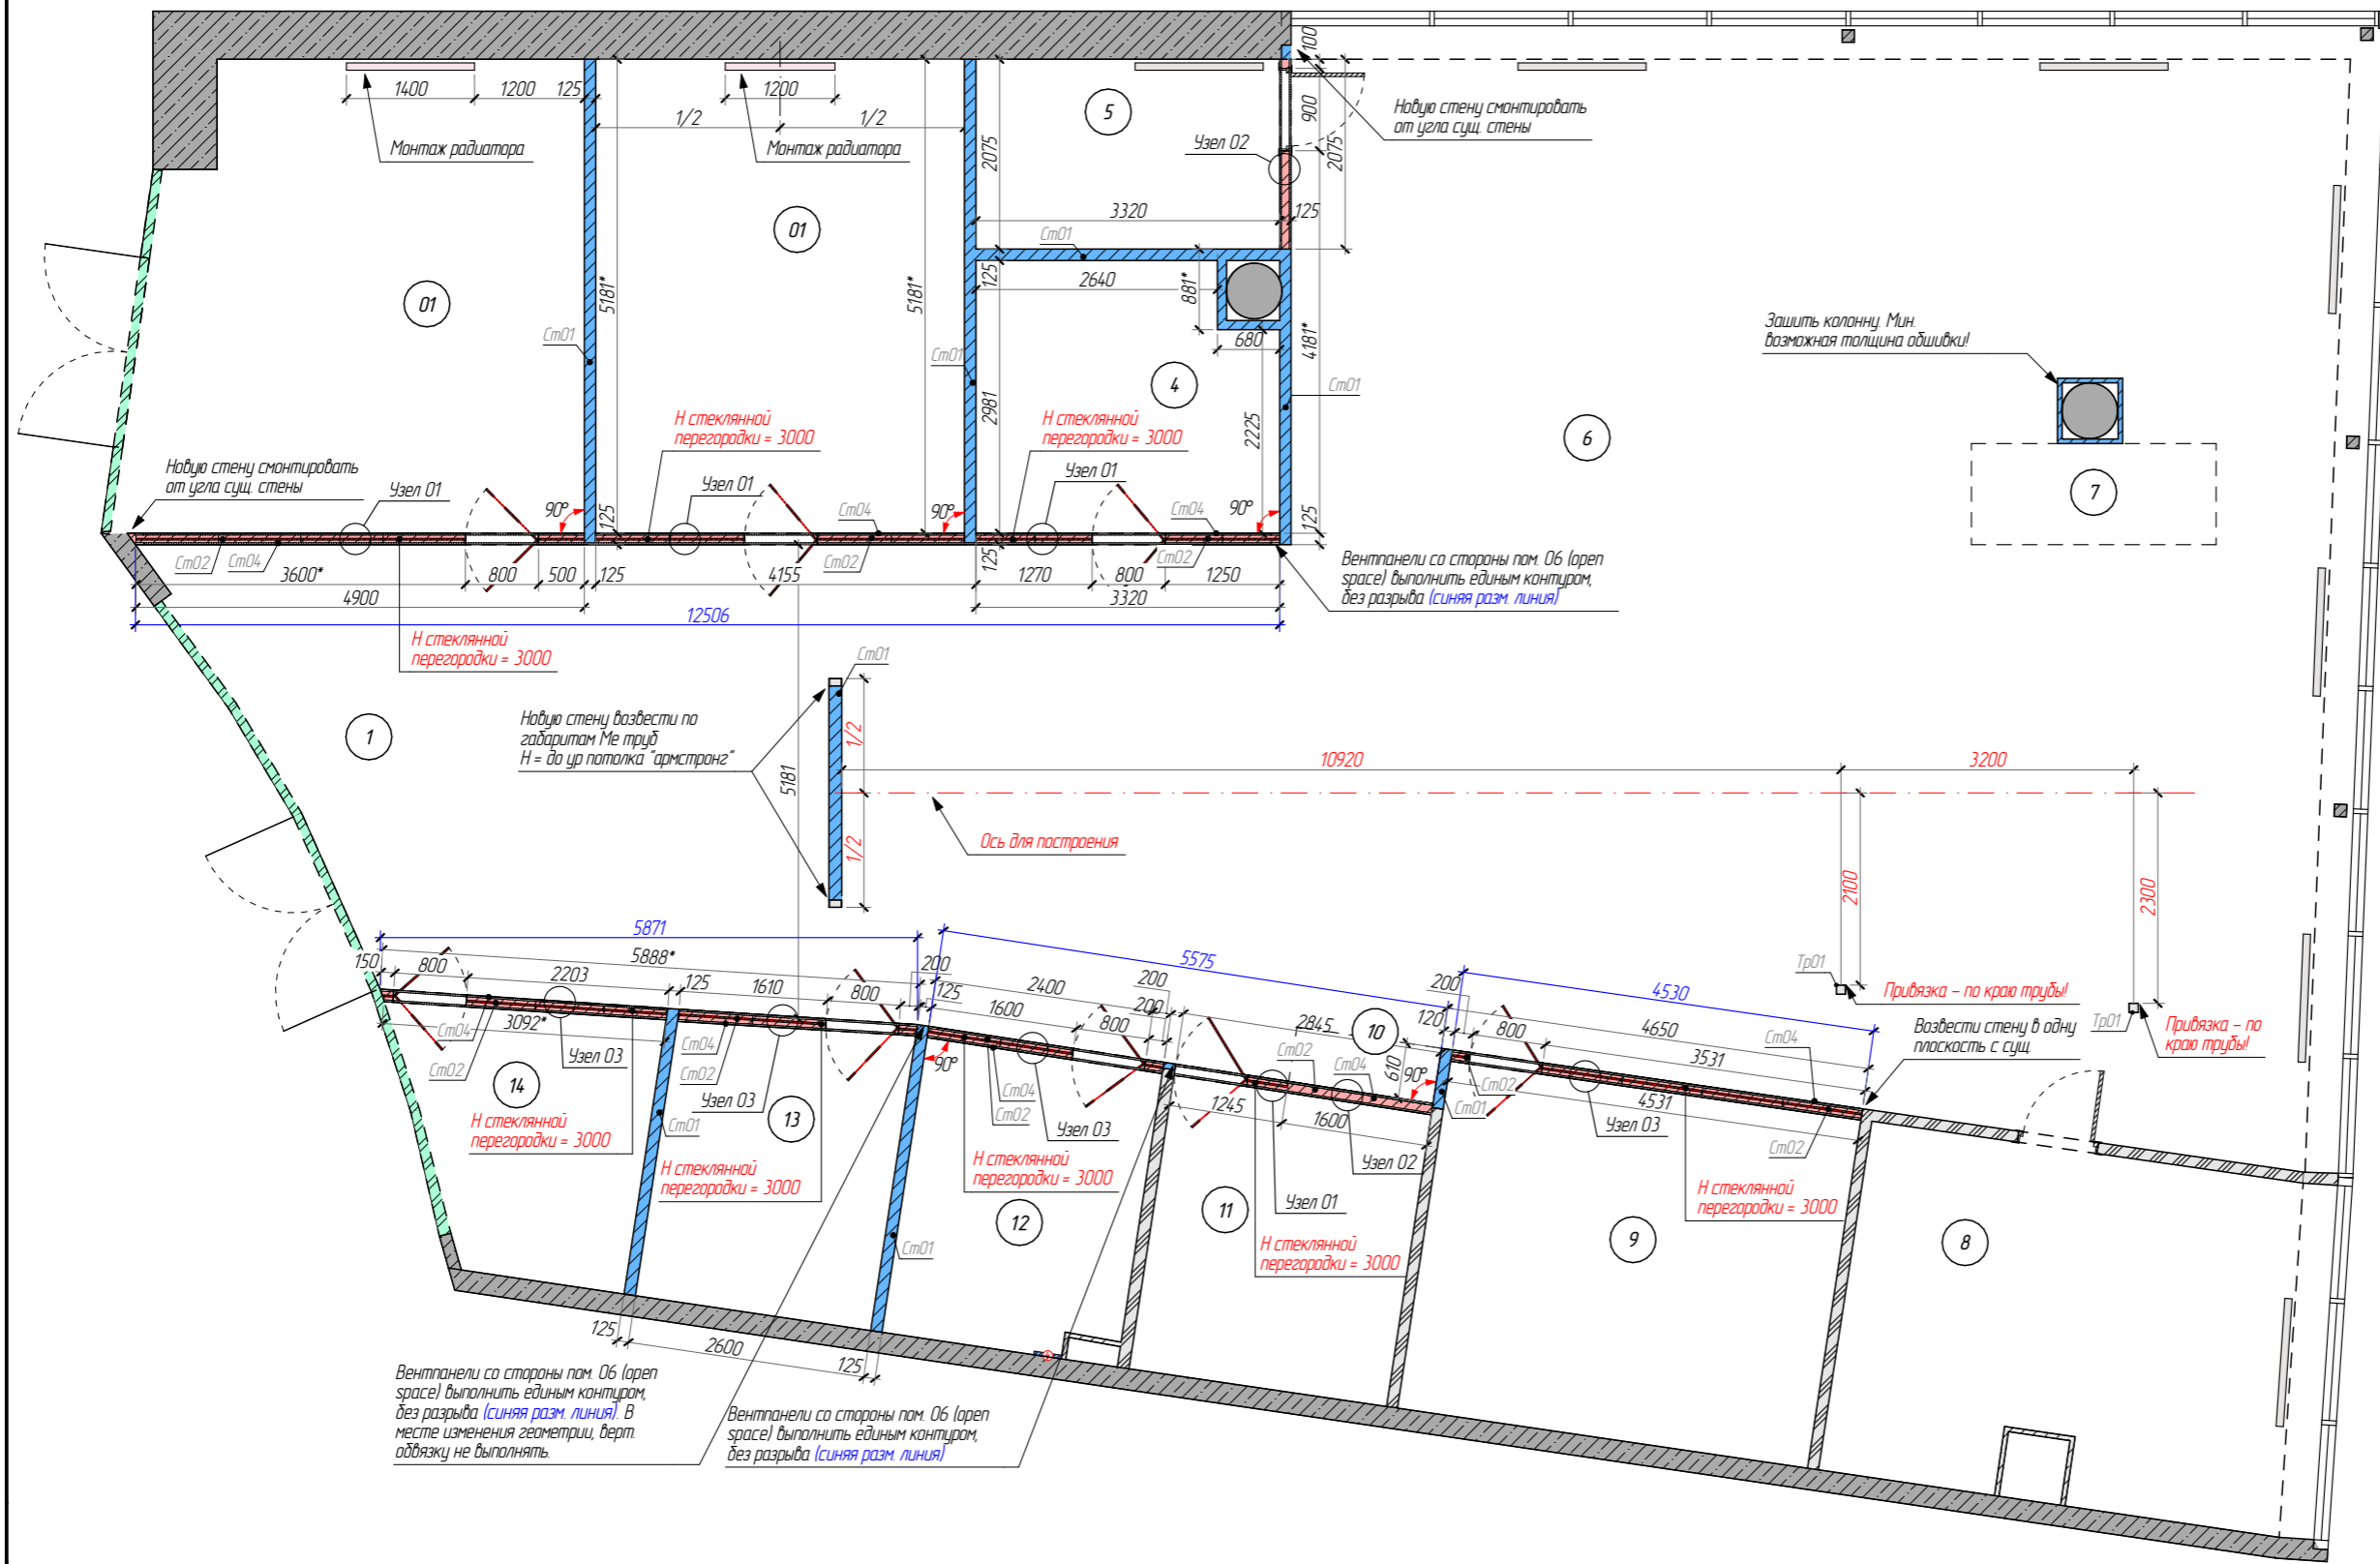 1400
1200
125
1200
100
Монтаж радиатора
1/2
1/2
Монтаж радиатора
5
900
Новую стену смонтировать
от угла сущ. стены
2075
Узел 02
2075
3320
125
01
01
Ст01
5181*
5181*
125
2640
881*
4181*
680
Ст01
Ст01
2981
4
2225
Ст01
Зашить колонну. Мин.
возможная толщина обшивки!
6
7
Н стеклянной
перегородки = 3000
Н стеклянной
перегородки = 3000
Новую стену смонтировать
от угла сущ. стены
Узел 01
90°
125
Узел 01
Ст04
90°
Узел 01
Ст04
90°
125
Ст02
Ст04
Ст02
125
Ст02
3600*
800
500
125
4155
1270
800
1250
4900
3320
12506
Вентпанели со стороны пом. 06 (open
space) выполнить единым контуром,
без разрыва (синяя разм. линия)
Н стеклянной
перегородки = 3000
Ст01
1
Новую стену возвести по
габаритам Ме труб
Н = до ур потолка "армстронг"
5181
1/2
1/2
10920
3200
Ось для построения
2100
2300
5871
5888*
150
800
2203
125
1610
800
200
125
5575
2400
1600
800
200
200
2845
10
200
120
4530
800
4650
3531
4531
Тр01
Привязка – по краю трубы!
Тр01
Привязка – по
краю трубы!
Возвести стену в одну
плоскость с сущ.
Ст04
3092*
Ст02
Узел 03
Ст04
Ст02
Узел 03
90°
Ст04
Ст02
Узел 03
Ст02
Ст04
610
90°
1245
1600
Узел 02
Узел 01
Ст02
Ст01
Узел 03
Ст04
Ст02
14
Н стеклянной
перегородки = 3000
Ст01
13
Н стеклянной
перегородки = 3000
Н стеклянной
перегородки = 3000
12
Ст01
11
Н стеклянной
перегородки = 3000
9
Н стеклянной
перегородки = 3000
8
125
2600
125
Вентпанели со стороны пом. 06 (open
space) выполнить единым контуром,
без разрыва (синяя разм. линия). В
месте изменения геометрии, верт.
обвязку не выполнять.
Вентпанели со стороны пом. 06 (open
space) выполнить единым контуром,
без разрыва (синяя разм. линия)